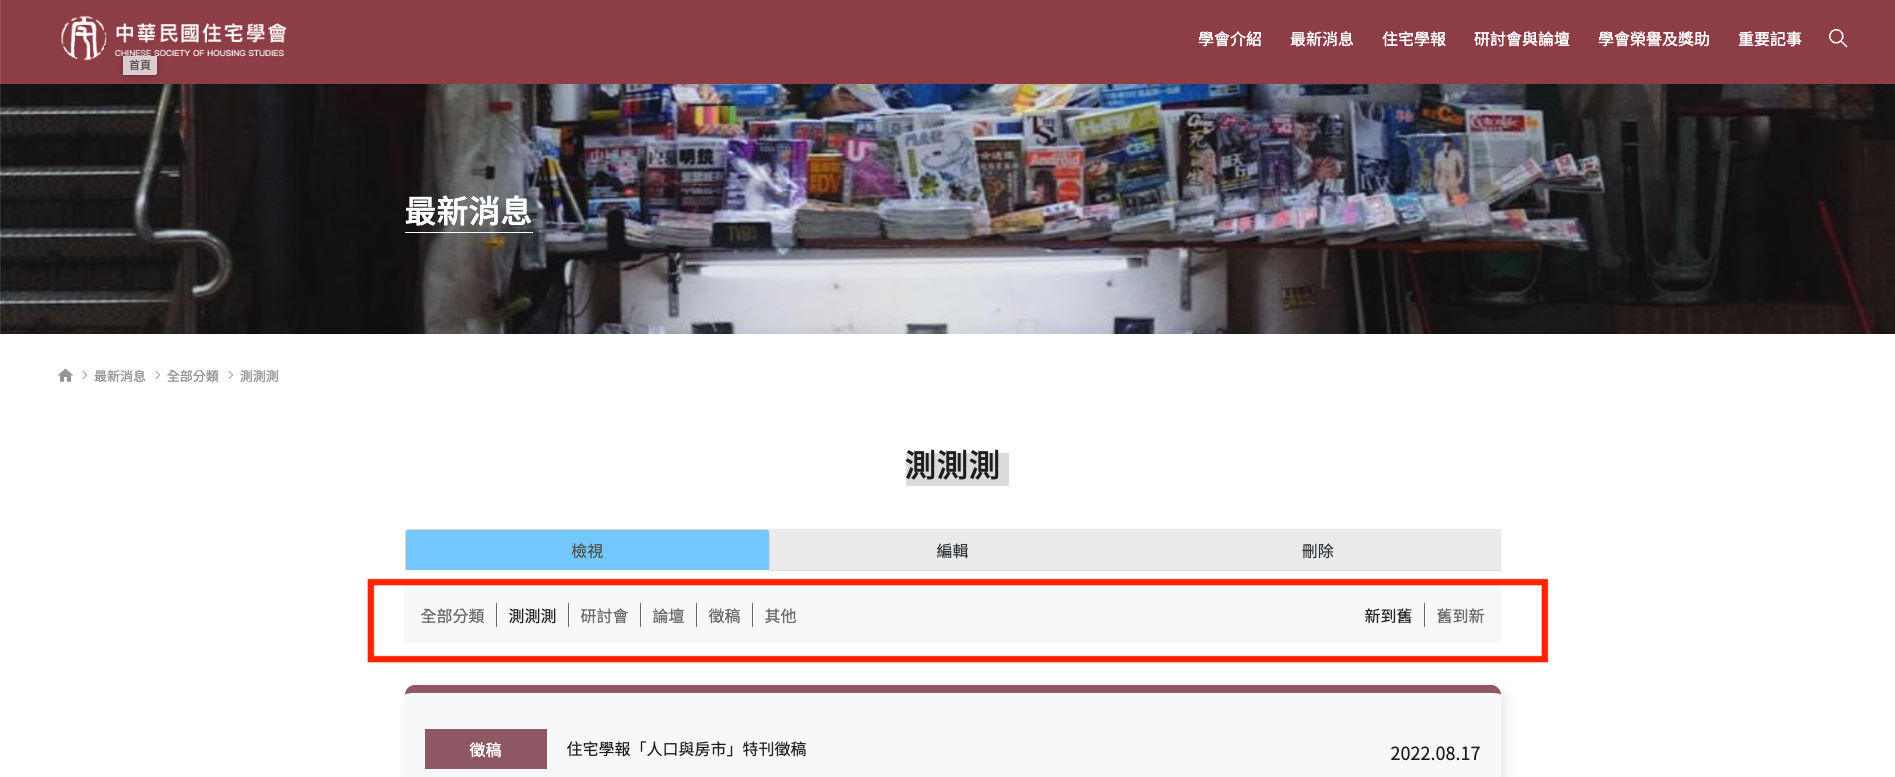 中華民國住宅學會
CHINESE SOCIETY OF HOUSING STUDIES
首頁
學會介紹 最新消息 住宅學報 研討會與論壇 學會榮譽及獎助 重要記事
明鏡
Android
最新消息
最新消息 全部分類 測測測
測測測
檢視 編輯 刪除
全部分類 測測測 研討會 論壇 徵稿 其他 新到舊 舊到新
徵稿 住宅學報「人口與房市」特刊徵稿 2022.08.17